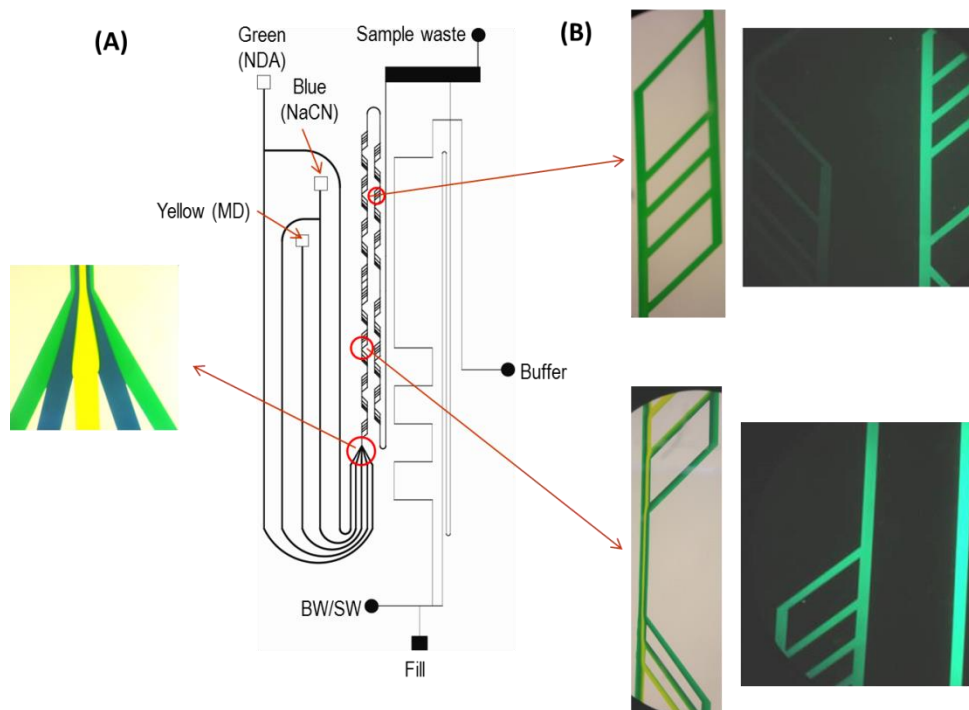 (A)
Green
(NDA)
Blue
(NaCN)
Yellow (MD)
Sample waste
(B)
Buffer
BW/SW
Fill